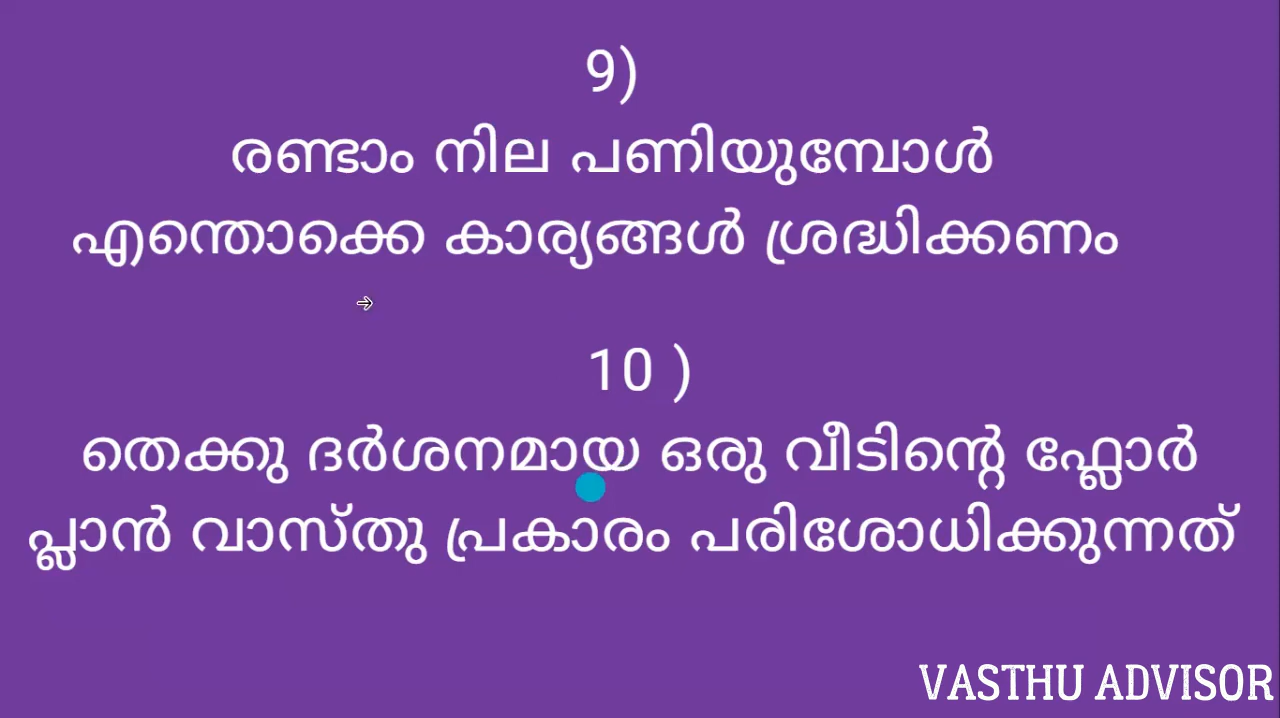 9)
രണ്ടാം നില പണിയുമ്പോൾ
എന്തൊക്കെ കാര്യങ്ങൾ ശ്രദ്ധിക്കണം
10 )
തെക്കു ദർശനമായ ഒരു വീടിന്റെ ഫ്ലോർ
പ്ലാൻ വാസ്തു പ്രകാരം പരിശോധിക്കുന്നത്
VASTHU ADVISOR